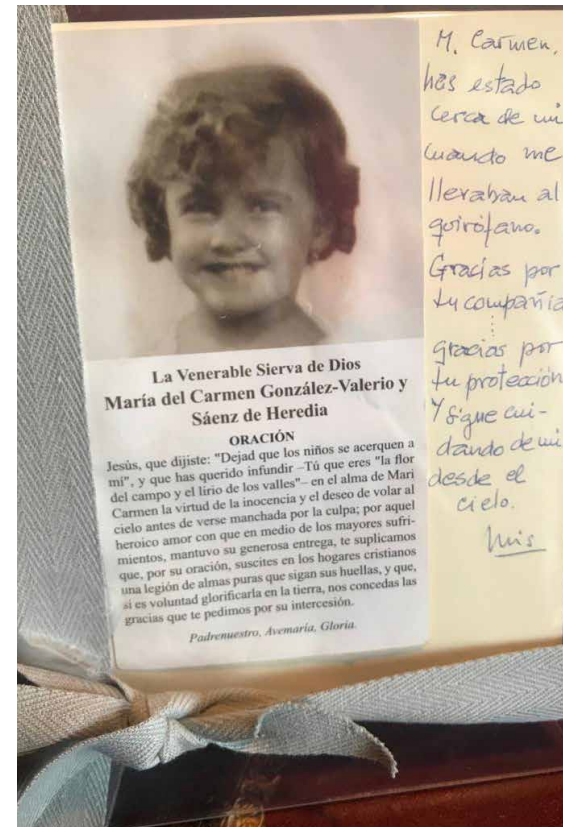 La Venerable Sierva de Dios
María del Carmen González-Valerio y
Sáenz de Heredia
ORACIÓN
Jesús, que dijiste: "Dejad que los niños se acerquen a
mí", y que has querido infundir –Tú que eres "la flor
del campo y el lirio de los valles"– en el alma de Mari
Carmen la virtud de la inocencia y el deseo de volar al
cielo antes de verse manchada por la culpa; por aquel
heroico amor con que en medio de los mayores sufri-
mientos, mantuvo su generosa entrega, te suplicamos
que, por su oración, suscites en los hogares cristianos
una legión de almas puras que sigan sus huellas, y que,
si es voluntad glorificarla en la tierra, nos concedas las
gracias que te pedimos por su intercesión.
Padrenuestro, Avemaría, Gloria.
M. Carmen,
has estado
cerca de mi
cuando me
llevaban al
quirófano.
Gracias por
tu compañía
gracias por
tu protección
Y sigue cui-
dando de mi
desde el
cielo.
Luis